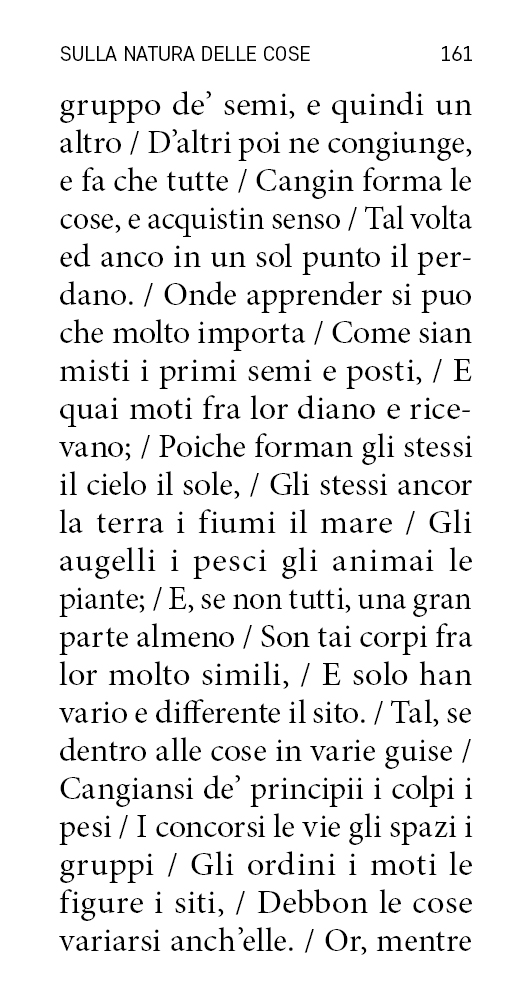 SULLA NATURA DELLE COSE 161
gruppo de’ semi, e quindi un
altro / D’altri poi ne congiunge,
e fa che tutte / Cangin forma le
cose, e acquistin senso / Tal volta
ed anco in un sol punto il per-
dano. / Onde apprender si puo
che molto importa / Come sian
misti i primi semi e posti, / E
quai moti fra lor diano e rice-
vano; / Poiche forman gli stessi
il cielo il sole, / Gli stessi ancor
la terra i fiumi il mare / Gli
augelli i pesci gli animai le
piante; / E, se non tutti, una gran
parte almeno / Son tai corpi fra
lor molto simili, / E solo han
vario e differente il sito. / Tal, se
dentro alle cose in varie guise /
Cangiansi de’ principii i colpi i
pesi / I concorsi le vie gli spazi i
gruppi / Gli ordini i moti le
figure i siti, / Debbon le cose
variarsi anch’elle. / Or, mentre